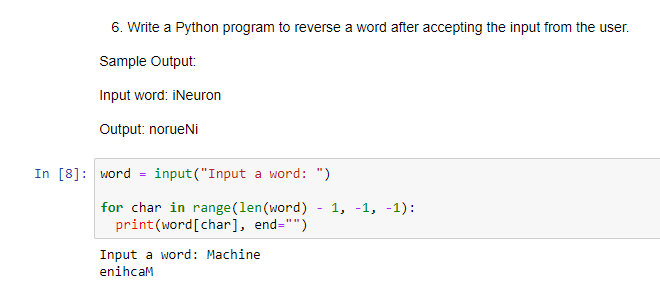 6. Write a Python program to reverse a word after accepting the input from the user.
Sample Output:
Input word: iNeuron
Output: norueNi
In [8]: word = input("Input a word: ")
for char in range(len(word) - 1, -1, -1):
  print(word[char], end="")
Input a word: Machine
enihcaM